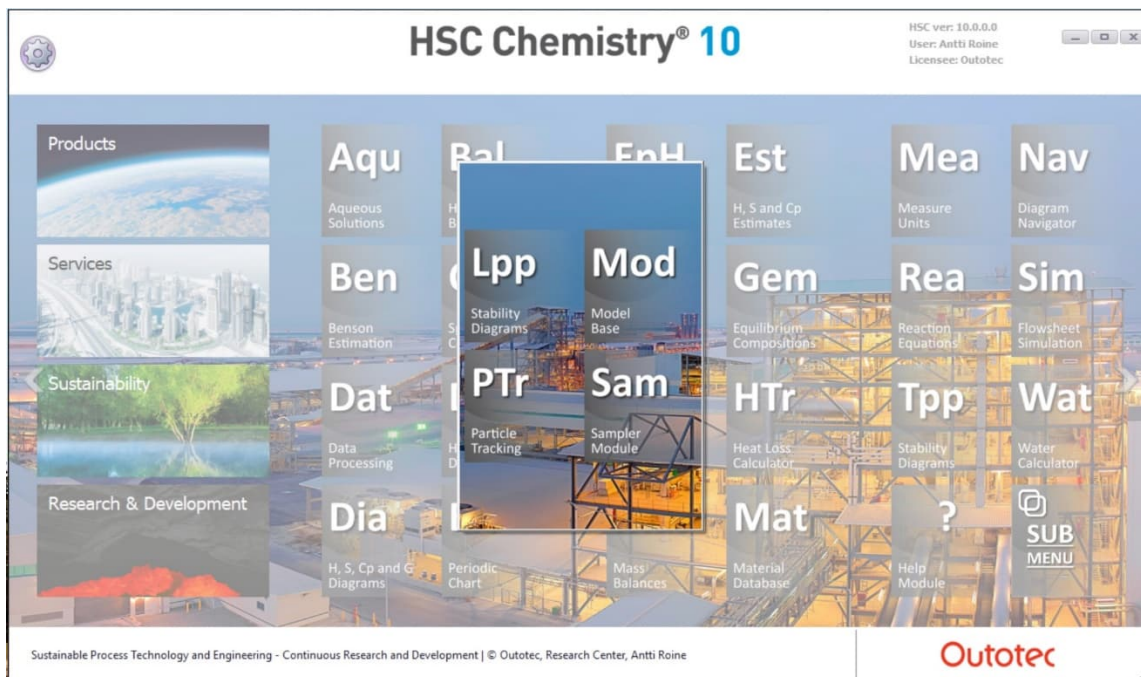 HSC Chemistry® 10
HSC ver: 10.0.0.0
User: Antti Roine
Licensee: Outotec
Products
Services
Sustainability
Research & Development
Aqu
Aqueous
Solutions
Bal
EpH
Est
H, S and Cp
Estimates
Mea
Measure
Units
Nav
Diagram
Navigator
Ben
Benson
Estimation
Lpp
Stability
Diagrams
Mod
Model
Base
Gem
Equilibrium
Compositions
Rea
Reaction
Equations
Sim
Flowsheet
Simulation
Dat
Data
Processing
PTr
Particle
Tracking
Sam
Sampler
Module
HTr
Heat Loss
Calculator
Tpp
Stability
Diagrams
Wat
Water
Calculator
Dia
H, S, Cp and G
Diagrams
Periodic
Chart
Mass
Balances
Mat
Material
Database
?
Help
Module
SUB
MENU
Sustainable Process Technology and Engineering - Continuous Research and Development | © Outotec, Research Center, Antti Roine
Outotec